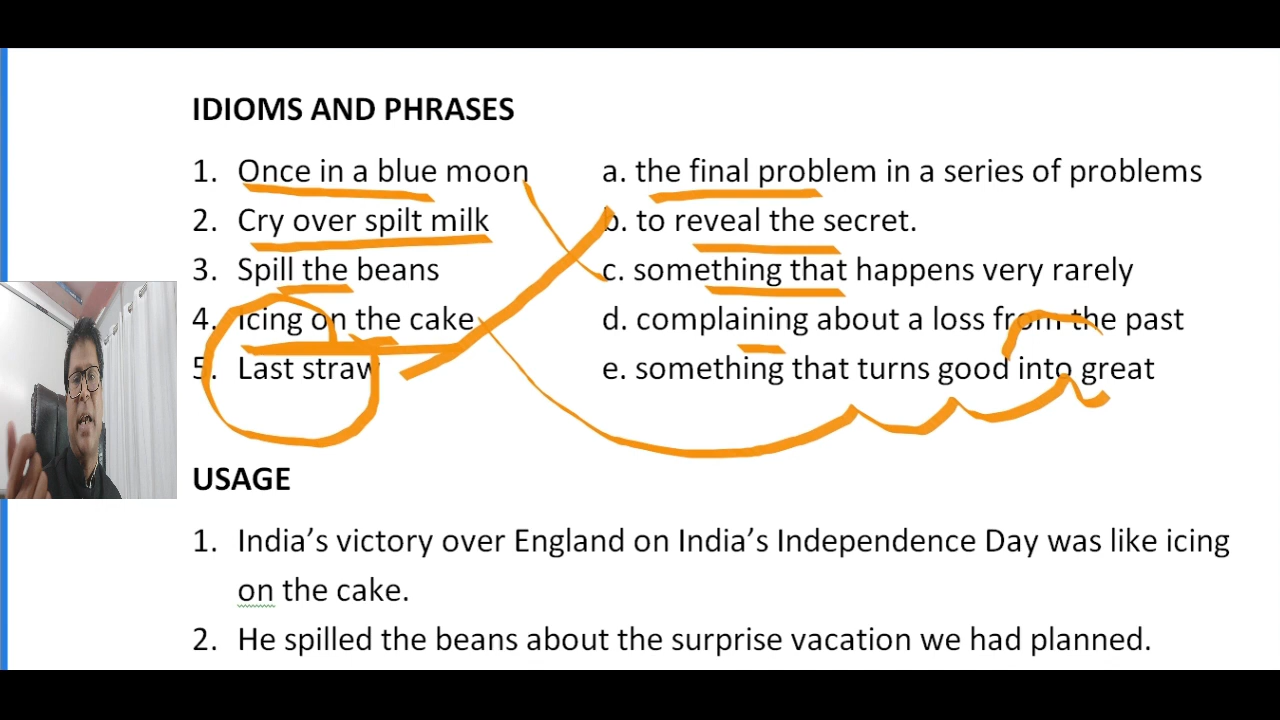 IDIOMS AND PHRASES
1. Once in a blue moon a. the final problem in a series of problems
2. Cry over spilt milk b. to reveal the secret.
3. Spill the beans c. something that happens very rarely
4. Icing on the cake d. complaining about a loss from the past
5. Last straw e. something that turns good into great
USAGE
1. India's victory over England on India's Independence Day was like icing
on the cake.
2. He spilled the beans about the surprise vacation we had planned.